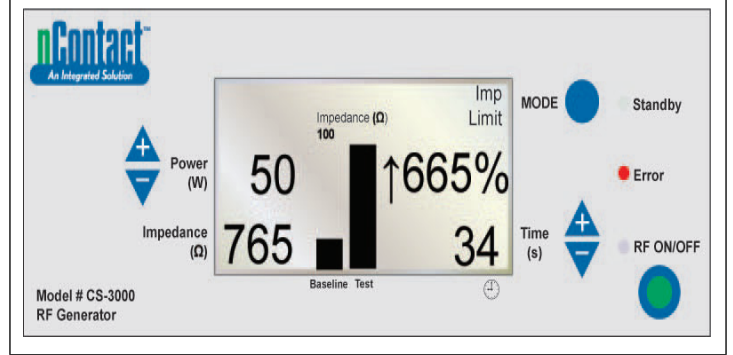 nContact
An Integrated Solution
Imp
Limit
Impedance (Ω)
100
MODE
Standby
Power
(W)
50
↑665%
Error
Impedance
(Ω)
765
34
Time
(s)
RF ON/OFF
Baseline Test
Model # CS-3000
RF Generator